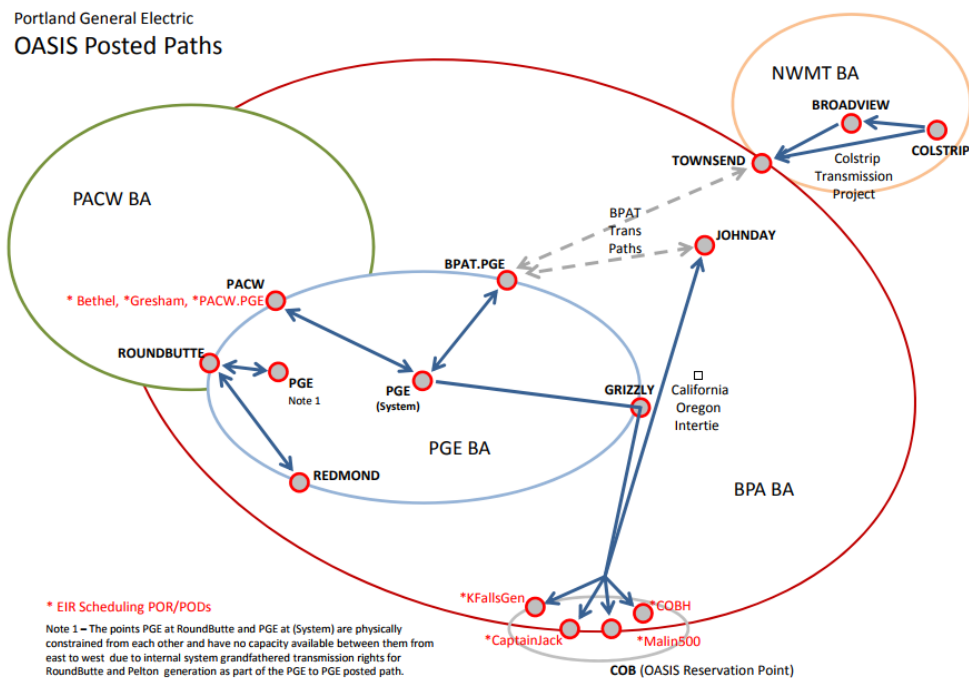 Portland General Electric
OASIS Posted Paths
NWMT BA
BROADVIEW
COLSTRIP
TOWNSEND
Colstrip
Transmission
Project
PACW BA
BPAT
Trans
Paths
JOHNDAY
BPAT.PGE
PACW
* Bethel, *Gresham, *PACW.PGE
ROUNDBUTTE
PGE
Note 1
PGE
(System)
GRIZZLY
California
Oregon
Intertie
PGE BA
REDMOND
BPA BA
*KFallsGen
*COBH
*CaptainJack
*Malin500
COB (OASIS Reservation Point)
* EIR Scheduling POR/PODs
Note 1 – The points PGE at RoundButte and PGE at (System) are physically
constrained from each other and have no capacity available between them from
east to west due to internal system grandfathered transmission rights for
RoundButte and Pelton generation as part of the PGE to PGE posted path.